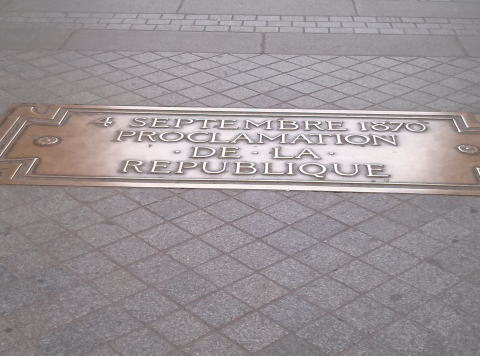 4 SEPTEMBRE 1870
PROCLAMATION
· DE · LA ·
REPUBLIQUE